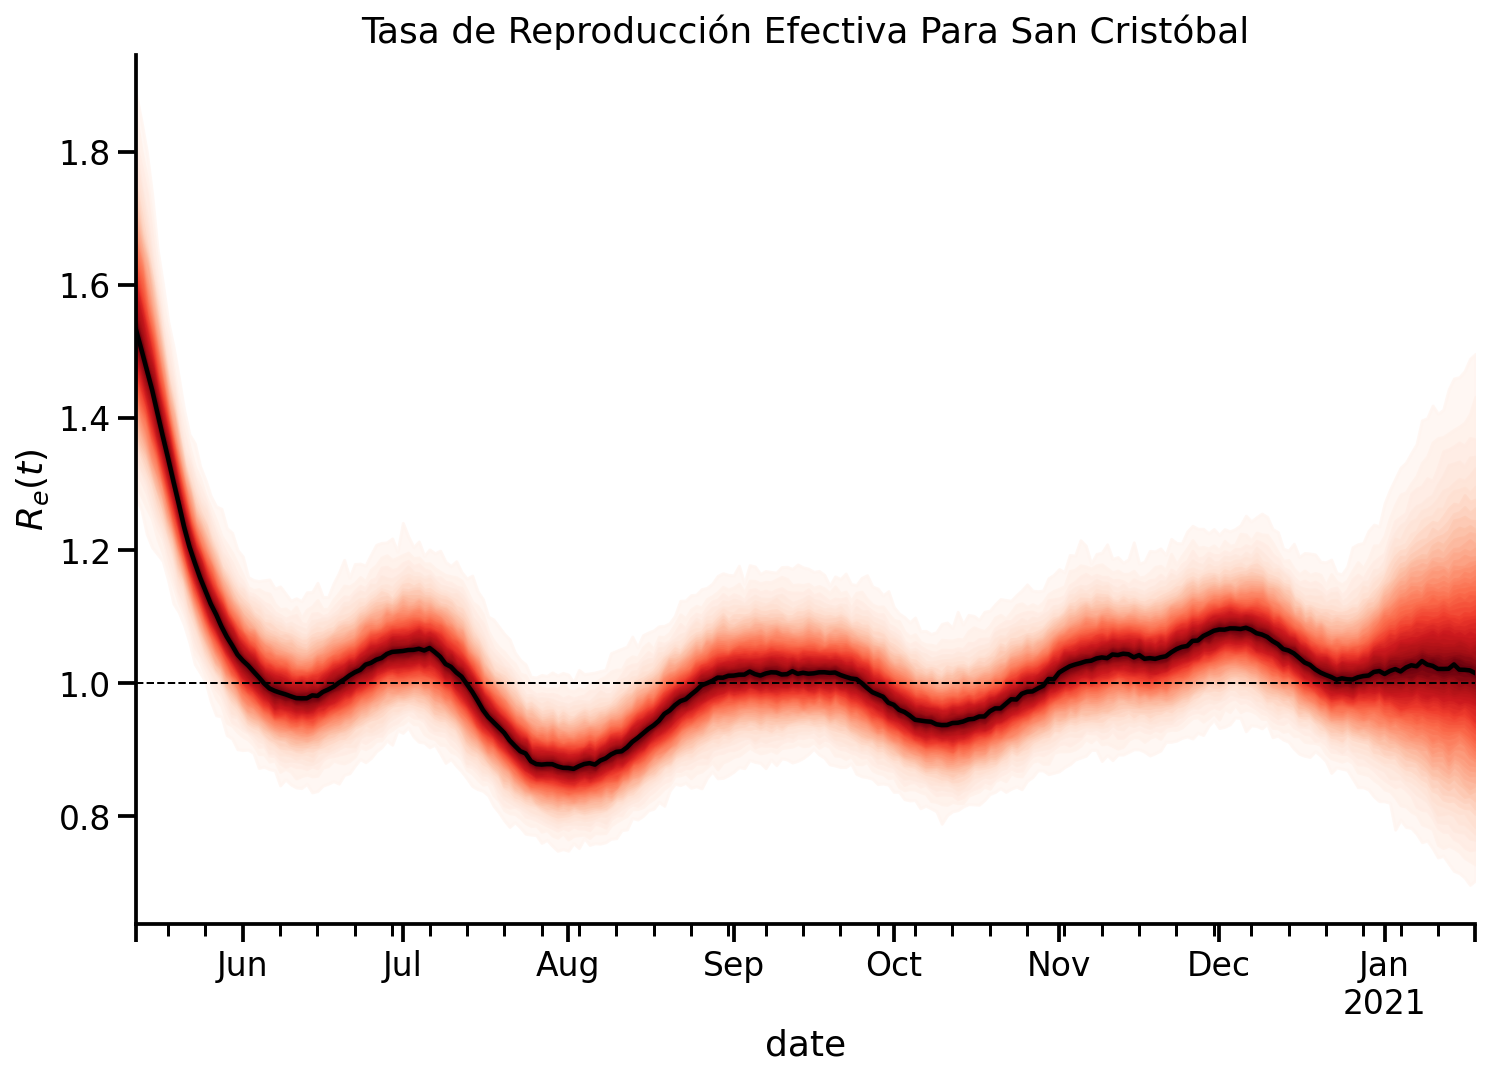 Tasa de Reproducción Efectiva Para San Cristóbal
1.8
1.6
1.4
1.2
1.0
0.8
R_e(t)
Jun Jul Aug Sep Oct Nov Dec Jan
2021
date